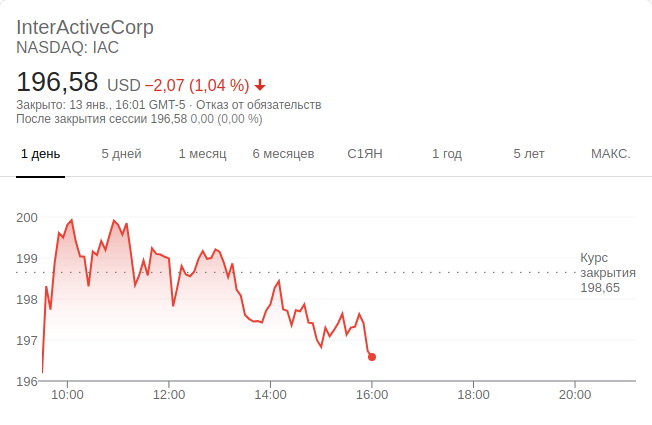 InterActiveCorp
NASDAQ: IAC
196,58 USD −2,07 (1,04 %)
Закрыто: 13 янв., 16:01 GMT-5 · Отказ от обязательств
После закрытия сессии 196,58 0,00 (0,00 %)
1 день 5 дней 1 месяц 6 месяцев С1ЯН 1 год 5 лет МАКС.
200
199
198
197
196
Курс
закрытия
198,65
10:00 12:00 14:00 16:00 18:00 20:00